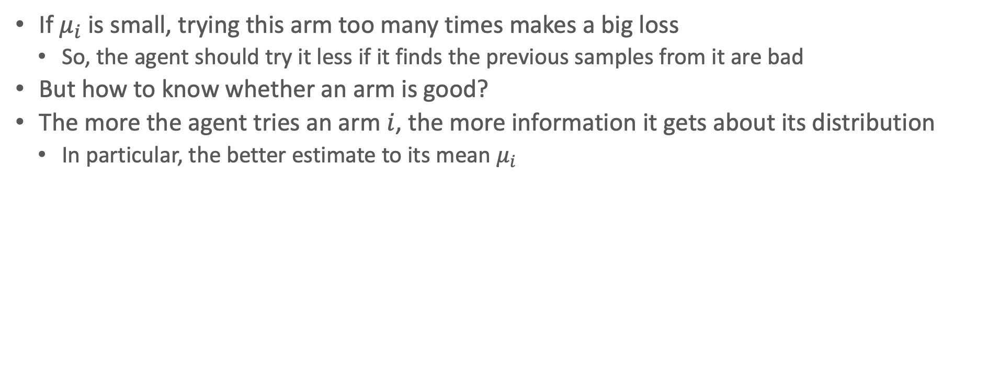 • If μᵢ is small, trying this arm too many times makes a big loss
• So, the agent should try it less if it finds the previous samples from it are bad
• But how to know whether an arm is good?
• The more the agent tries an arm i, the more information it gets about its distribution
• In particular, the better estimate to its mean μᵢ